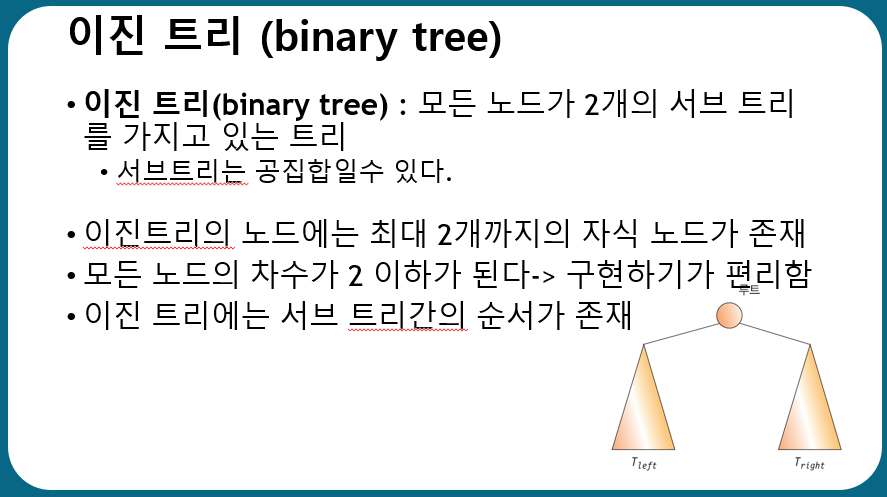 이진 트리 (binary tree)
• 이진 트리(binary tree) : 모든 노드가 2개의 서브 트리
를 가지고 있는 트리
• 서브트리는 공집합일수 있다.
• 이진트리의 노드에는 최대 2개까지의 자식 노드가 존재
• 모든 노드의 차수가 2 이하가 된다-> 구현하기가 편리함
• 이진 트리에는 서브 트리간의 순서가 존재
루트
Tleft
Tright